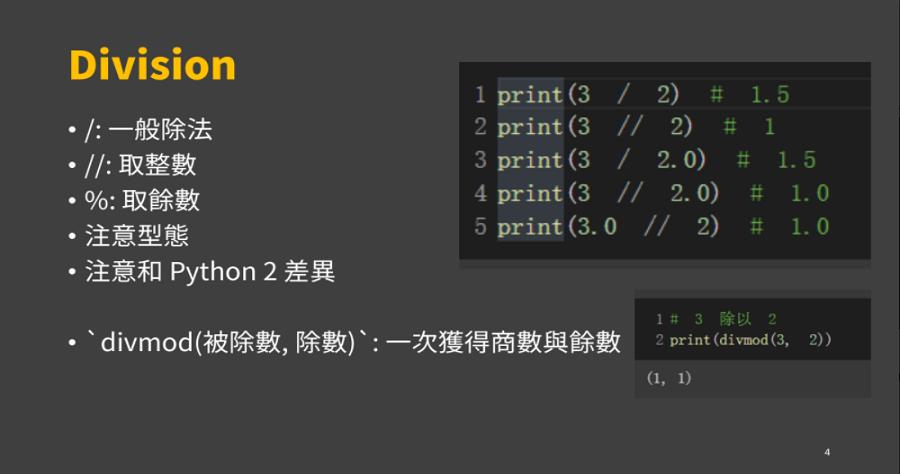 Division
• /: 一般除法
• //: 取整數
• %: 取餘數
• 注意型態
• 注意和 Python 2 差異
• `divmod(被除數, 除數)`: 一次獲得商數與餘數
1 print(3 / 2) # 1.5
2 print(3 // 2) # 1
3 print(3 / 2.0) # 1.5
4 print(3 // 2.0) # 1.0
5 print(3.0 // 2) # 1.0
1 # 3 除以 2
2 print(divmod(3, 2))
(1, 1)
4